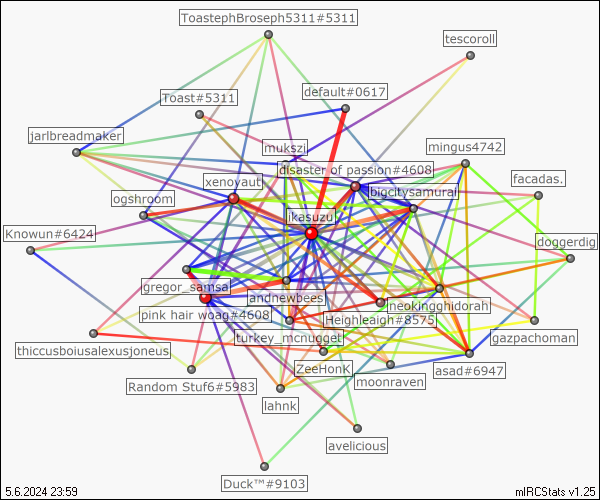 ToastephBroseph5311#5311
tescoroll
default#0617
Toast#5311
jarlbreadmaker
mukszi
mingus4742
disaster of passion#4608
xenoyaut
bigcitysamurai
facadas.
ogshroom
ikasuzu
Knowun#6424
doggerdig
gregor_samsa
andnewbees
neokingghidorah
pink hair woag#4608
Heighleaigh#8575
turkey_mcnugget
gazpachoman
thiccusboiusalexusjoneus
ZeeHonK
asad#6947
Random Stuf6#5983
moonraven
lahnk
avelicious
Duck™#9103
5.6.2024 23:59
mIRCStats v1.25